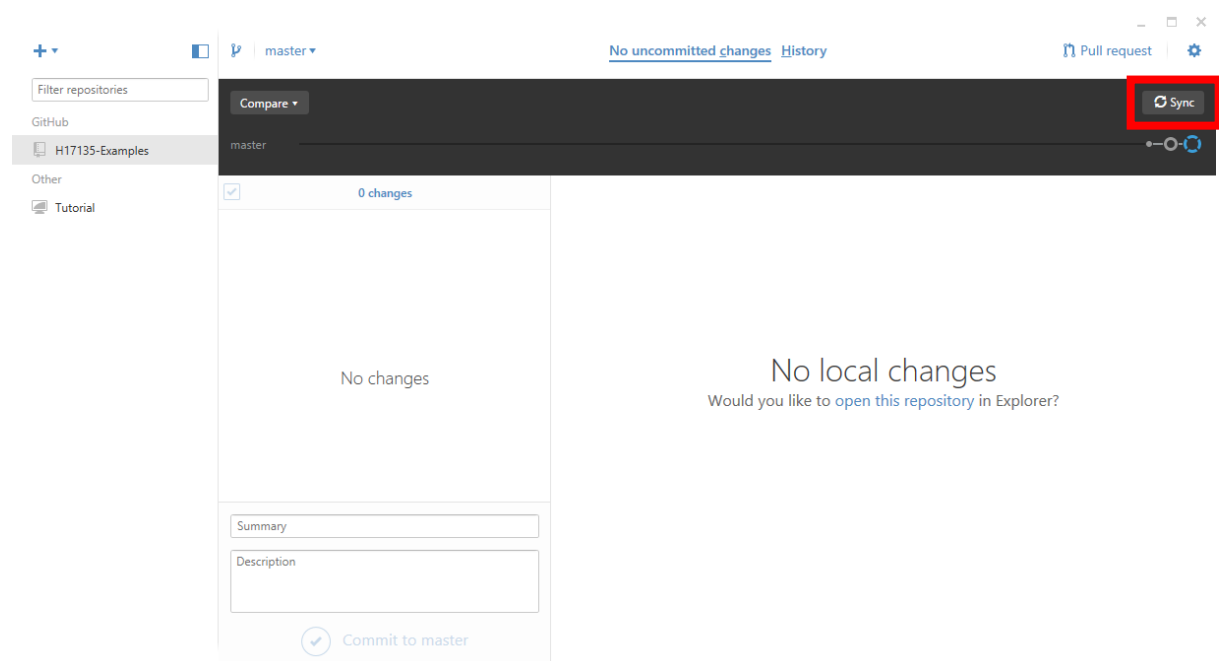 master
No uncommitted changes
History
Pull request
Filter repositories
GitHub
H17135-Examples
Other
Tutorial
Compare
Sync
master
0 changes
No changes
Summary
Description
Commit to master
No local changes
Would you like to open this repository in Explorer?